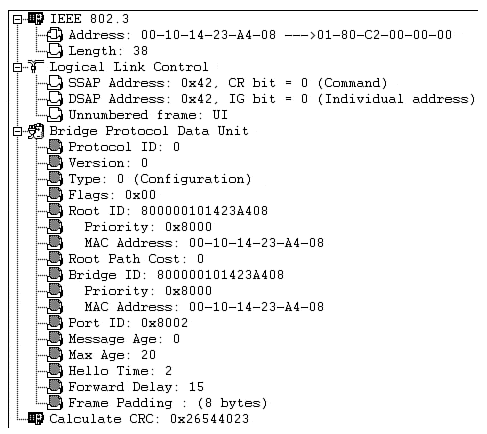 IEEE 802.3
Address: 00-10-14-23-A4-08 --->01-80-C2-00-00-00
Length: 38
Logical Link Control
SSAP Address: 0x42, CR bit = 0 (Command)
DSAP Address: 0x42, IG bit = 0 (Individual address)
Unnumbered frame: UI
Bridge Protocol Data Unit
Protocol ID: 0
Version: 0
Type: 0 (Configuration)
Flags: 0x00
Root ID: 800000101423A408
Priority: 0x8000
MAC Address: 00-10-14-23-A4-08
Root Path Cost: 0
Bridge ID: 800000101423A408
Priority: 0x8000
MAC Address: 00-10-14-23-A4-08
Port ID: 0x8002
Message Age: 0
Max Age: 20
Hello Time: 2
Forward Delay: 15
Frame Padding : (8 bytes)
Calculate CRC: 0x26544023